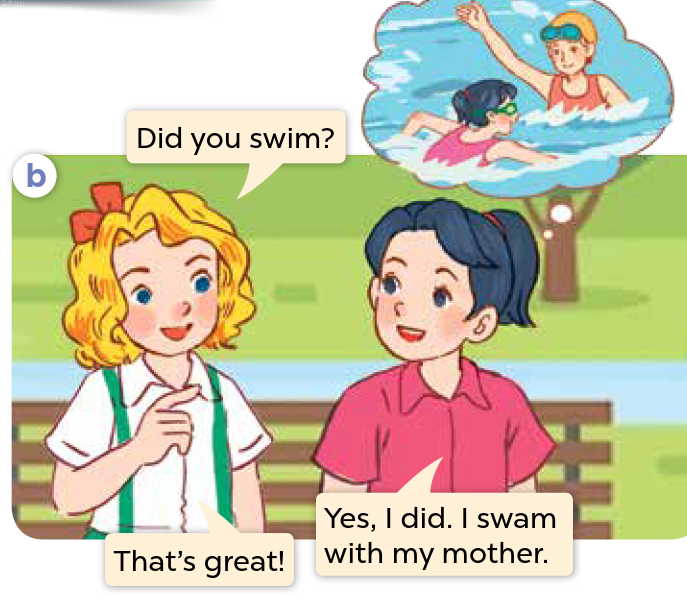 b
Did you swim?
Yes, I did. I swam
with my mother.
That's great!